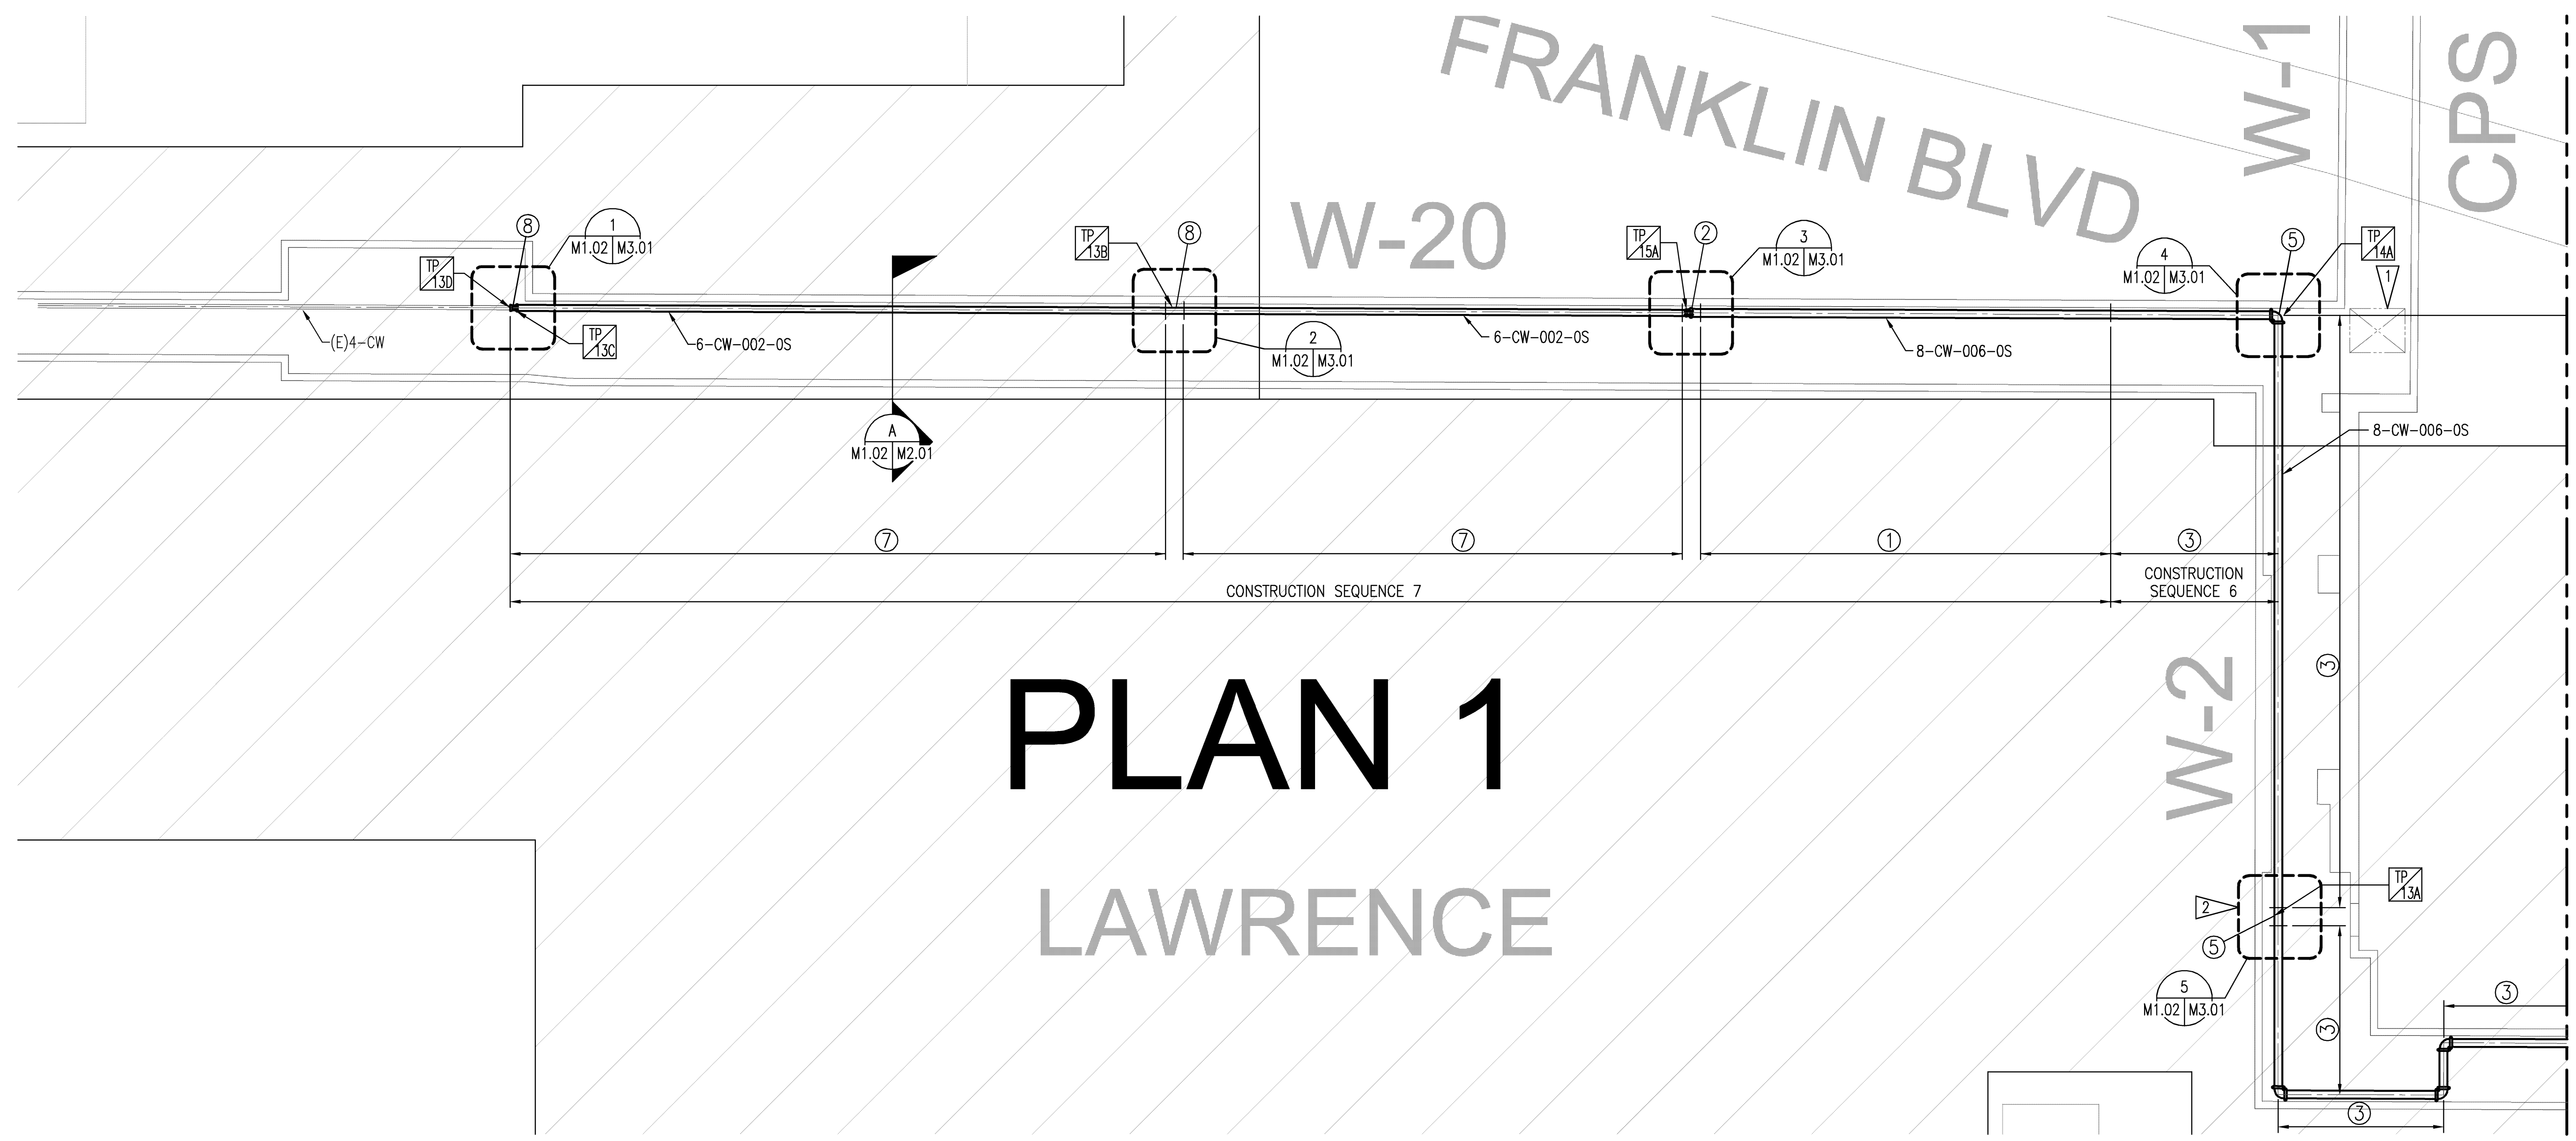 FRANKLIN BLVD
W-1
CPS
W-20
8
1
M1.02 M3.01
TP
13D
TP
13B
8
TP
15A
2
3
M1.02 M3.01
4
M1.02 M3.01
5
TP
14A
1
(E)4-CW
TP
13C
6-CW-002-0S
2
M1.02 M3.01
6-CW-002-0S
8-CW-006-0S
A
M1.02 M2.01
8-CW-006-0S
7
7
1
3
CONSTRUCTION SEQUENCE 7
CONSTRUCTION
SEQUENCE 6
3
W-2
PLAN 1
LAWRENCE
TP
13A
2
5
5
M1.02 M3.01
3
3
3